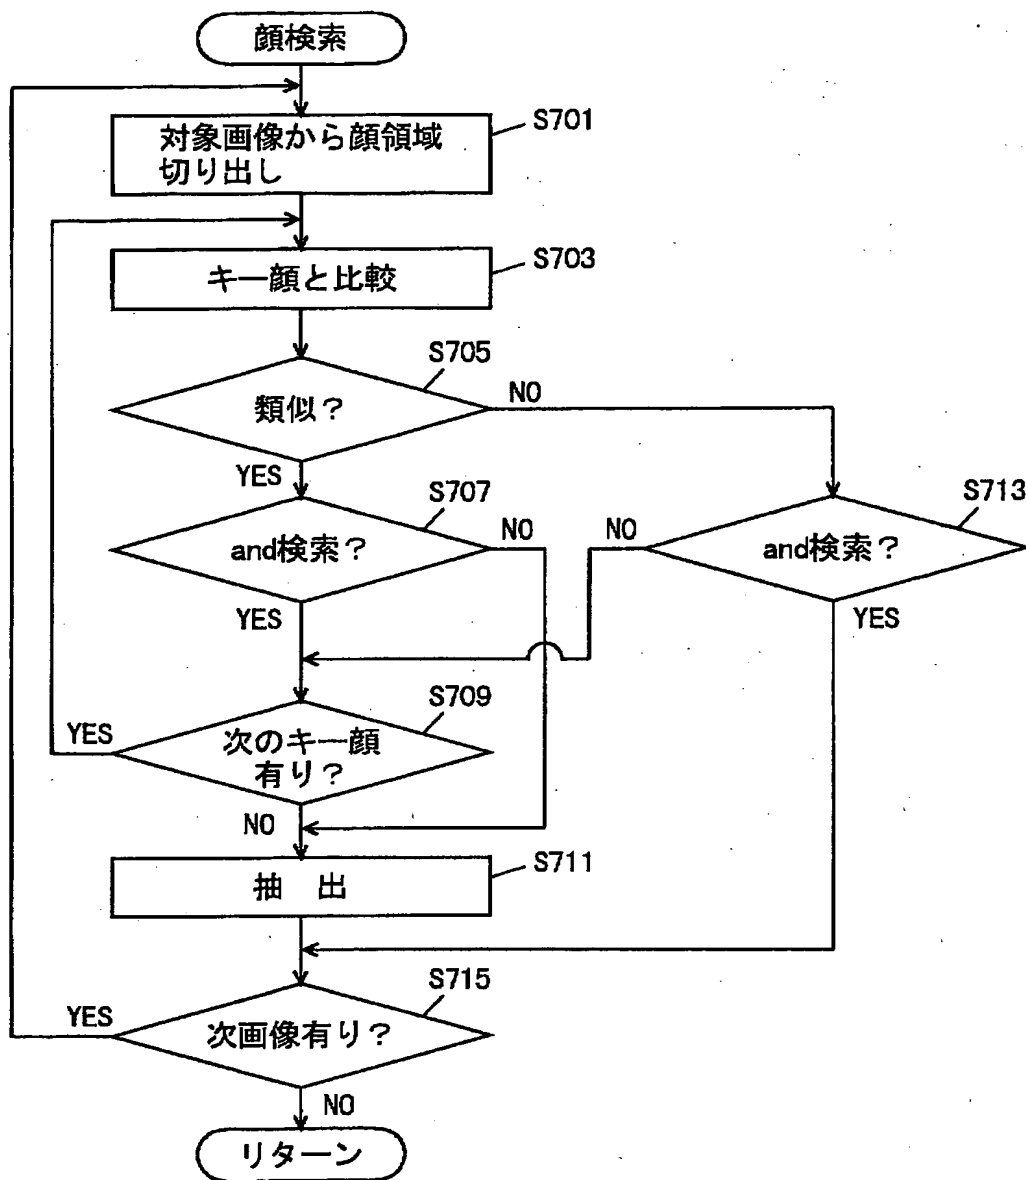 顔検索
対象画像から顔領域
切り出し
S701
キー顔と比較
S703
類似？
S705
NO
YES
and検索？
S707
NO
YES
and検索？
S713
NO
YES
次のキー顔
有り？
S709
YES
NO
抽 出
S711
次画像有り？
S715
YES
NO
リターン